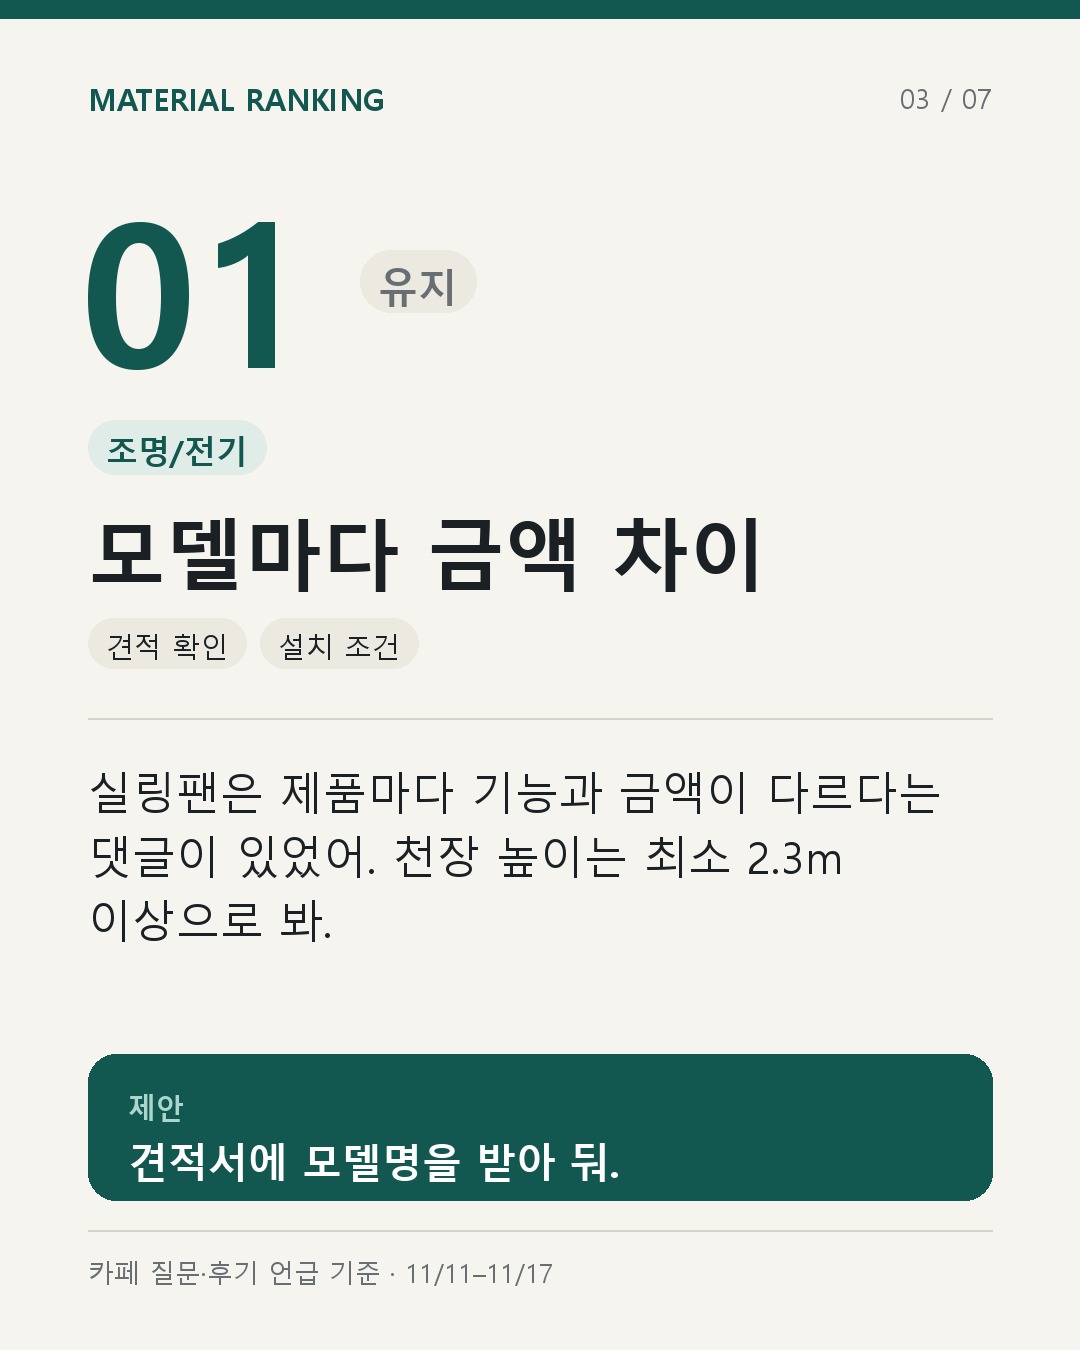 MATERIAL RANKING
03 / 07
01
유지
조명/전기
모델마다 금액 차이
견적 확인
설치 조건
실링팬은 제품마다 기능과 금액이 다르다는
댓글이 있었어. 천장 높이는 최소 2.3m
이상으로 봐.
제안
견적서에 모델명을 받아 둬.
카페 질문·후기 언급 기준 · 11/11–11/17